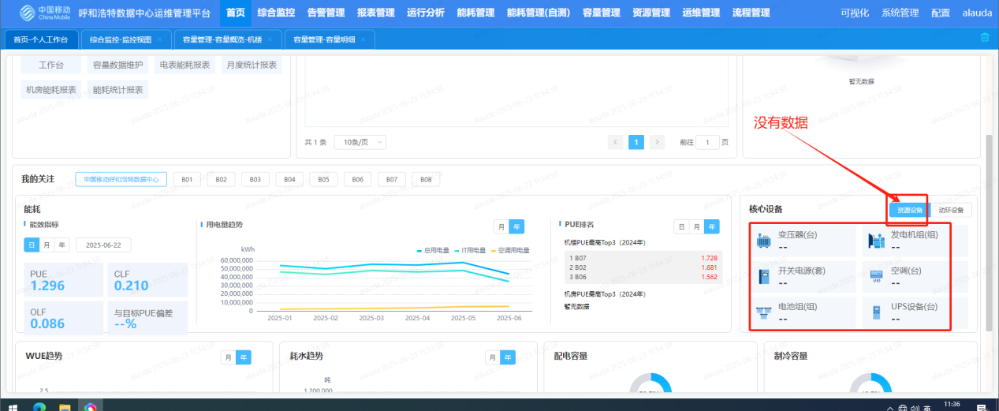 中国移动 China Mobile 呼和浩特数据中心运维管理平台 首页 综合监控 告警管理 报表管理 运行分析 能耗管理 能耗管理(自测) 容量管理 资源管理 运维管理 流程管理 可视化 系统管理 配置 alauda
首页-个人工作台 综合监控-监控视图 × 容量管理-容量概览-机楼 × 容量管理-容量明细 ×
工作台 容量数据维护 电表能耗报表 月度统计报表
机房能耗报表 能耗统计报表
暂无数据
没有数据
共 1 条 10条/页 < 1 > 前往 1 页
我的关注 中国移动呼和浩特数据中心 B01 B02 B03 B04 B05 B06 B07 B08
能耗
能效指标
日 月 年 2025-06-22
PUE
1.296
CLF
0.210
OLF
0.086
与目标PUE偏差
--%
用电量趋势 月 年
kWh
总用电量 IT用电量 空调用电量
60,000,000
50,000,000
40,000,000
30,000,000
20,000,000
10,000,000
0
2025-01 2025-02 2025-03 2025-04 2025-05 2025-06
PUE排名 日 月 年
机楼PUE最高Top3（2024年）
1 B07 1.728
2 B02 1.681
3 B06 1.562
机房PUE最高Top3（2024年）
暂无数据
核心设备 资源设备 动环设备
变压器(台)
--
发电机组(组)
--
开关电源(套)
--
空调(台)
--
电池组(组)
--
UPS设备(台)
--
WUE趋势 月 年
2.5
耗水趋势 月 年
吨
1,200,000
配电容量
制冷容量
英
11:36
alauda 2025-06-23 11:34:58